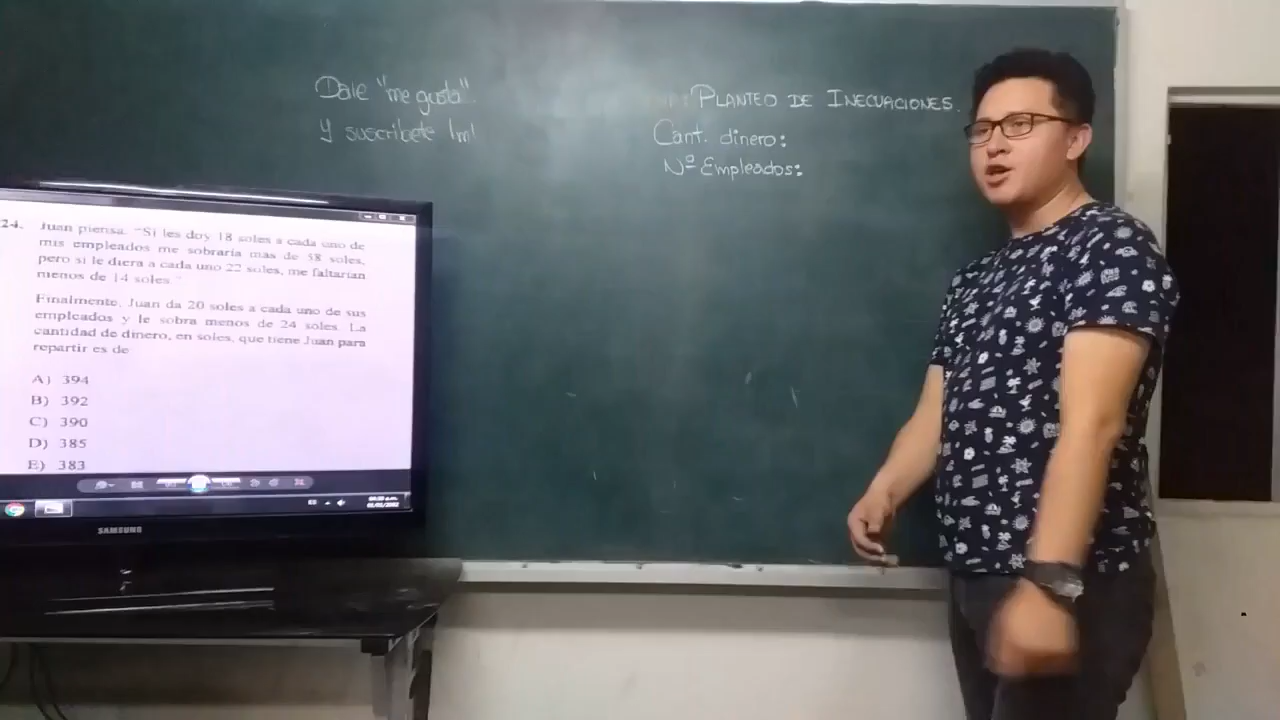 Dale "me gusta".
Y suscribete
PLANTEO DE INECUACIONES.
Cant. dinero:
Nº Empleados:
24. Juan piensa: "Si les doy 18 soles a cada uno de
mis empleados me sobraría más de 58 soles,
pero si le diera a cada uno 22 soles, me faltarían
menos de 14 soles."
Finalmente, Juan da 20 soles a cada uno de sus
empleados y le sobra menos de 24 soles. La
cantidad de dinero, en soles, que tiene Juan para
repartir es de
A) 394
B) 392
C) 390
D) 385
E) 383
ES
SAMSUNG